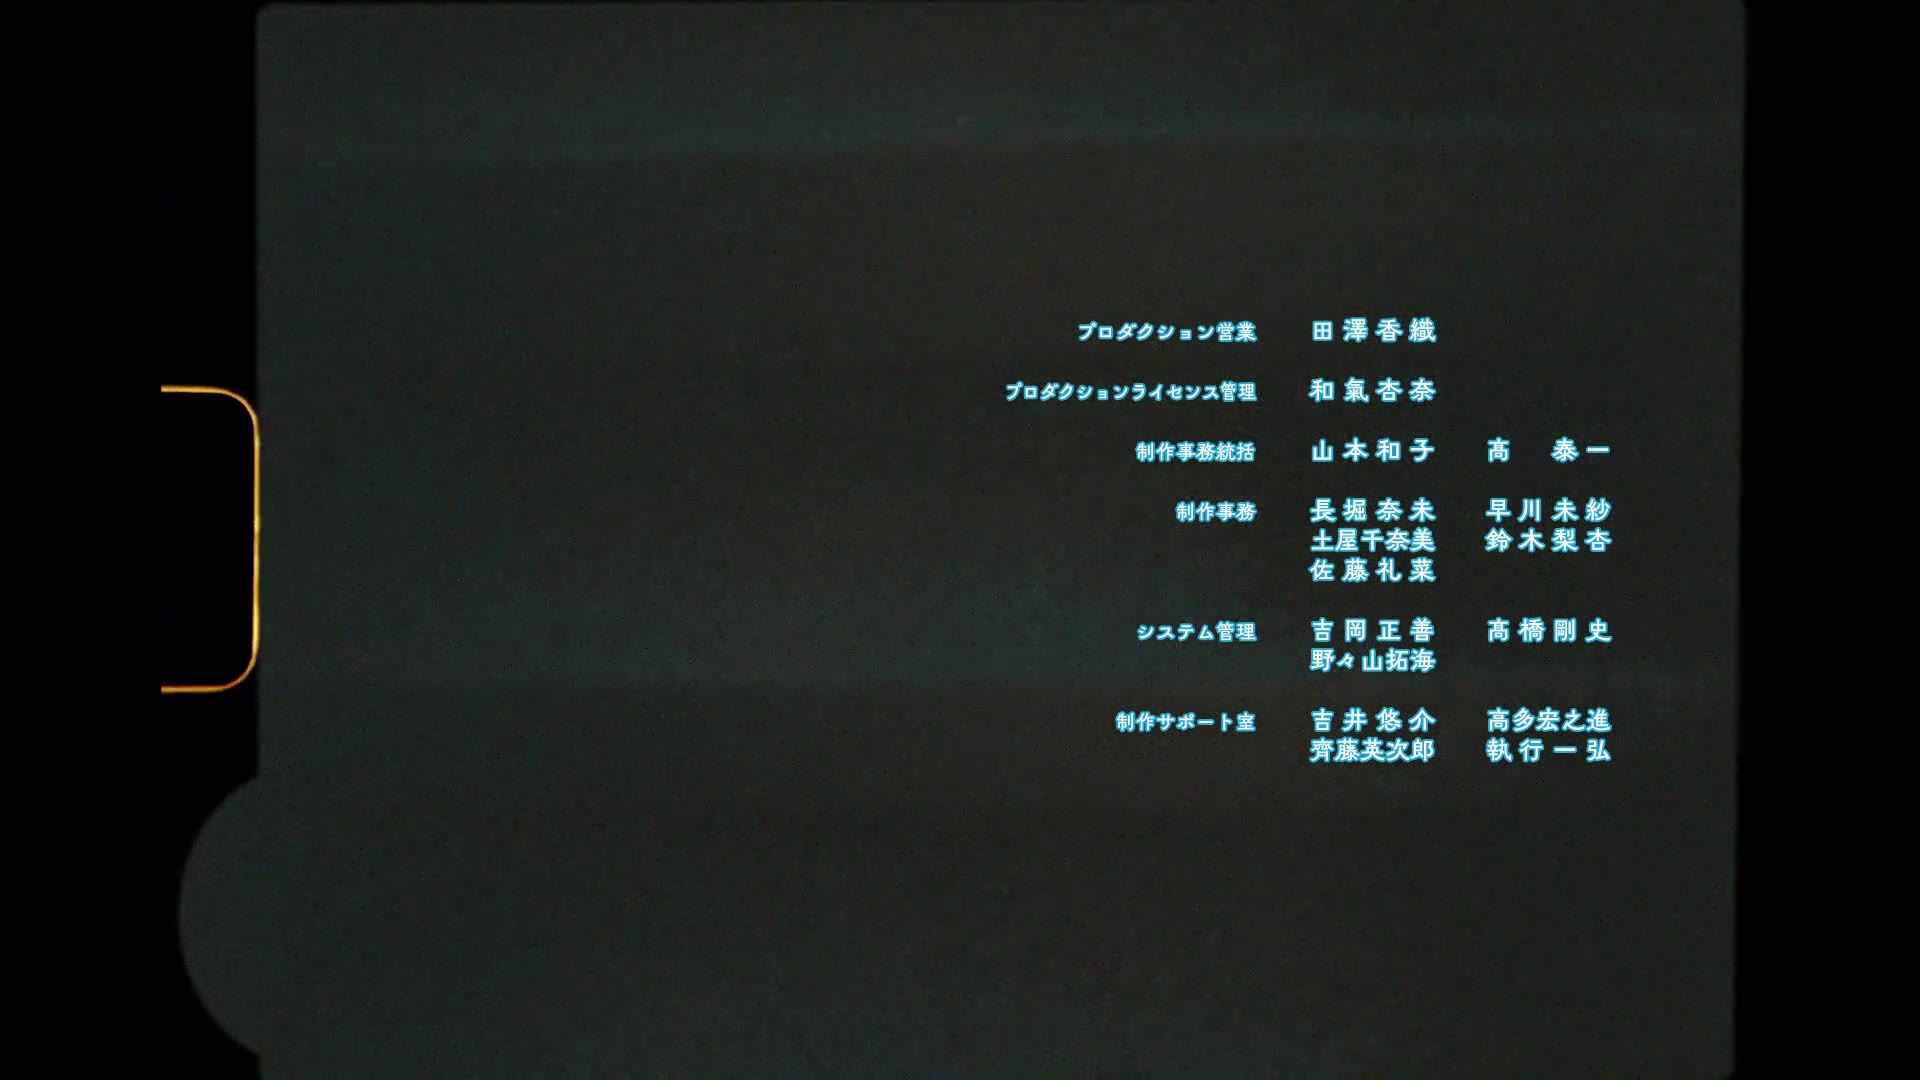 プロダクション営業 田澤香織
プロダクションライセンス管理 和氣杏奈
制作事務統括 山本和子 髙 泰一
制作事務 長堀奈未 早川未紗
土屋千奈美 鈴木梨杏
佐藤礼菜
システム管理 吉岡正善 髙橋剛史
野々山拓海
制作サポート室 吉井悠介 高多宏之進
齊藤英次郎 執行一弘